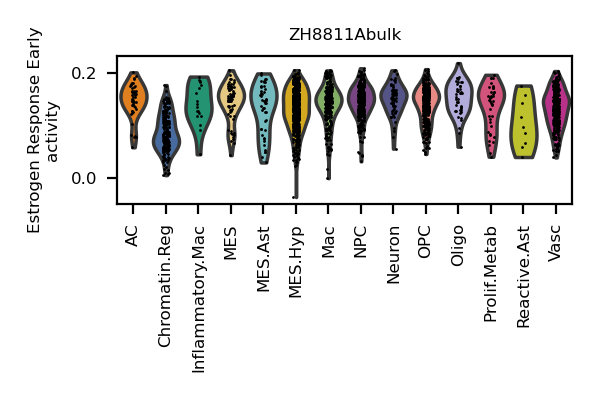 ZH8811Abulk
Estrogen Response Early
activity
0.2
0.0
AC
Chromatin.Reg
Inflammatory.Mac
MES
MES.Ast
MES.Hyp
Mac
NPC
Neuron
OPC
Oligo
Prolif.Metab
Reactive.Ast
Vasc